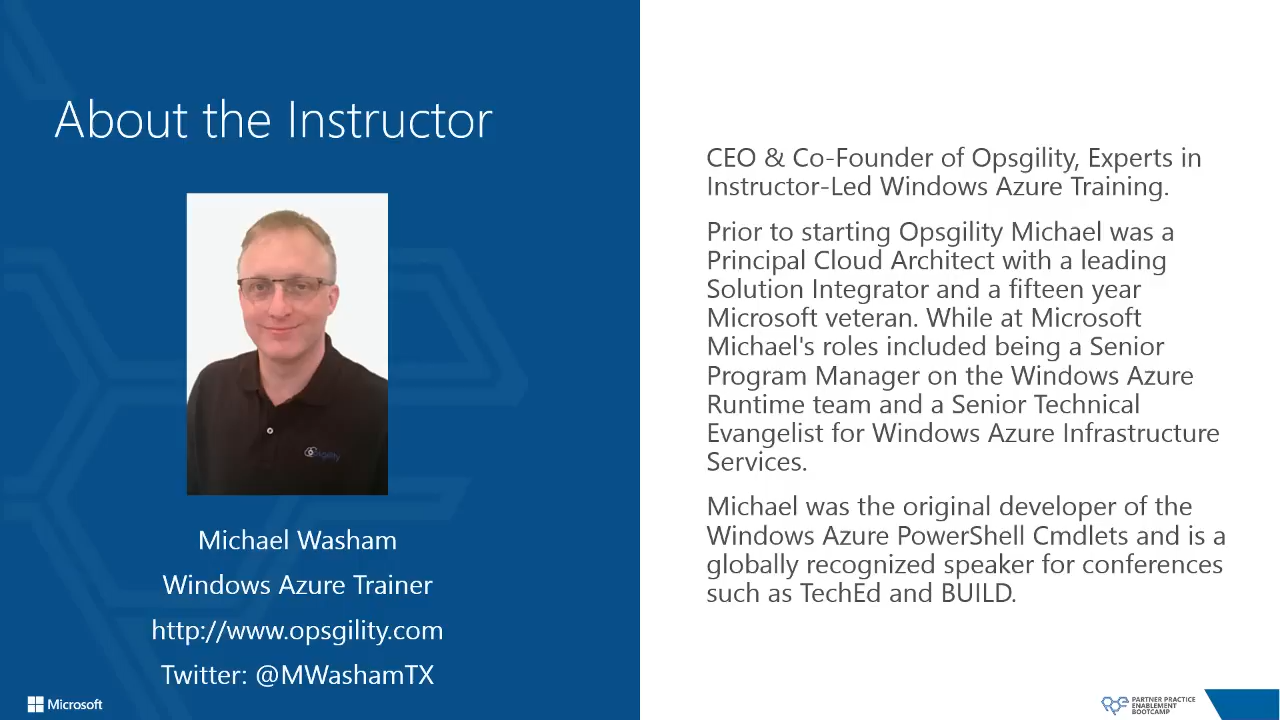 About the Instructor
Michael Washam
Windows Azure Trainer
http://www.opsgility.com
Twitter: @MWashamTX
Microsoft
CEO & Co-Founder of Opsgility, Experts in
Instructor-Led Windows Azure Training.
Prior to starting Opsgility Michael was a
Principal Cloud Architect with a leading
Solution Integrator and a fifteen year
Microsoft veteran. While at Microsoft
Michael's roles included being a Senior
Program Manager on the Windows Azure
Runtime team and a Senior Technical
Evangelist for Windows Azure Infrastructure
Services.
Michael was the original developer of the
Windows Azure PowerShell Cmdlets and is a
globally recognized speaker for conferences
such as TechEd and BUILD.
PARTNER PRACTICE
ENABLEMENT
BOOTCAMP